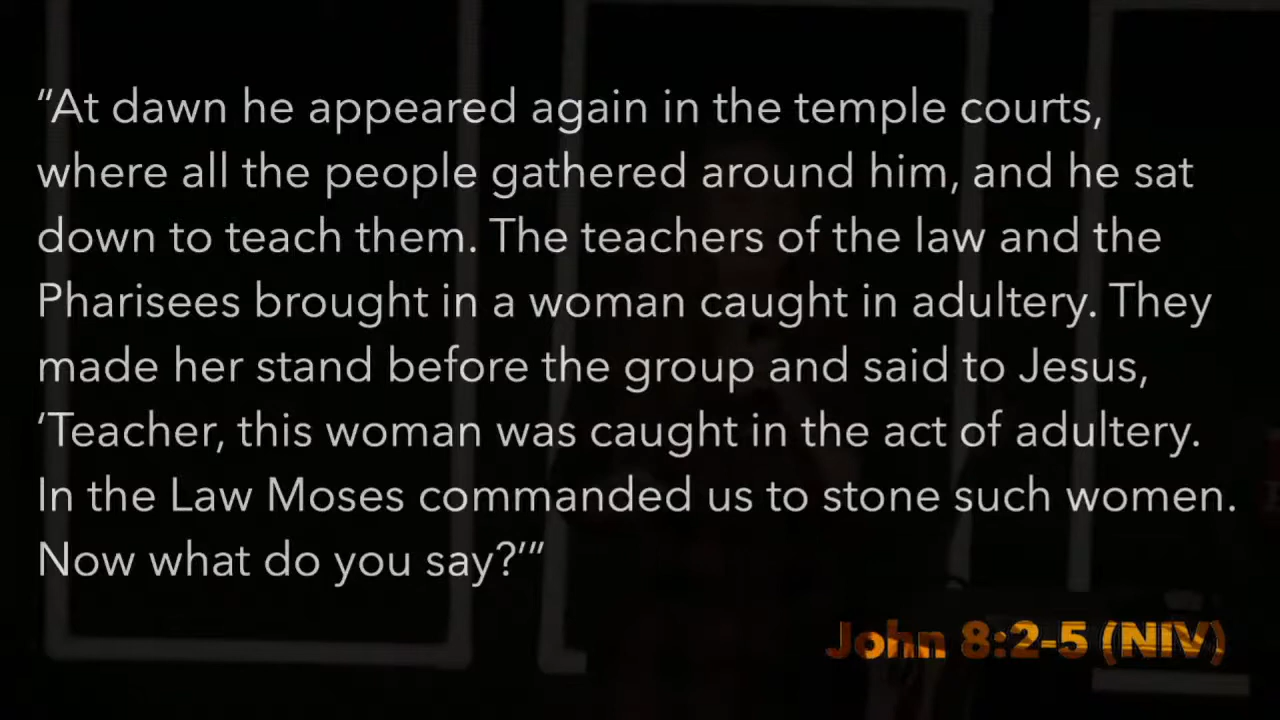 “At dawn he appeared again in the temple courts,
where all the people gathered around him, and he sat
down to teach them. The teachers of the law and the
Pharisees brought in a woman caught in adultery. They
made her stand before the group and said to Jesus,
‘Teacher, this woman was caught in the act of adultery.
In the Law Moses commanded us to stone such women.
Now what do you say?’”
John 8:2-5 (NIV)